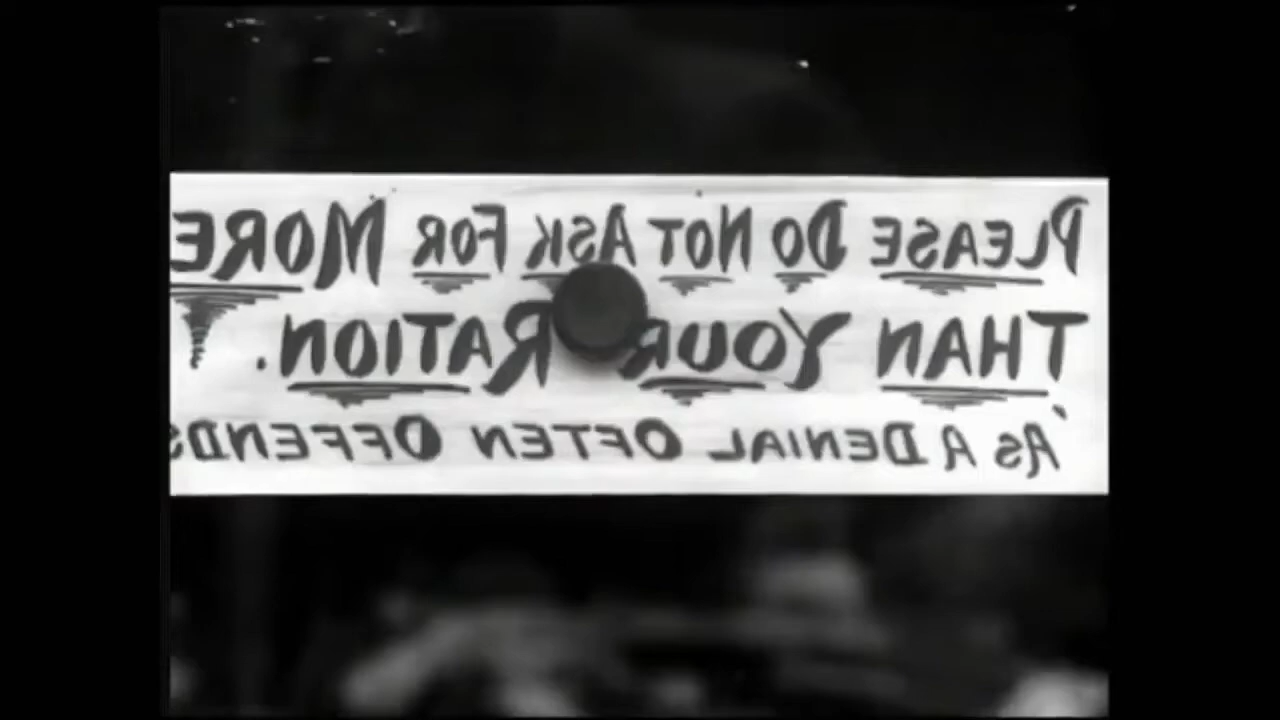 PLEASE DO NOT ASK FOR MORE
THAN YOUR RATION.
'AS A DENIAL OFTEN OFFENDS